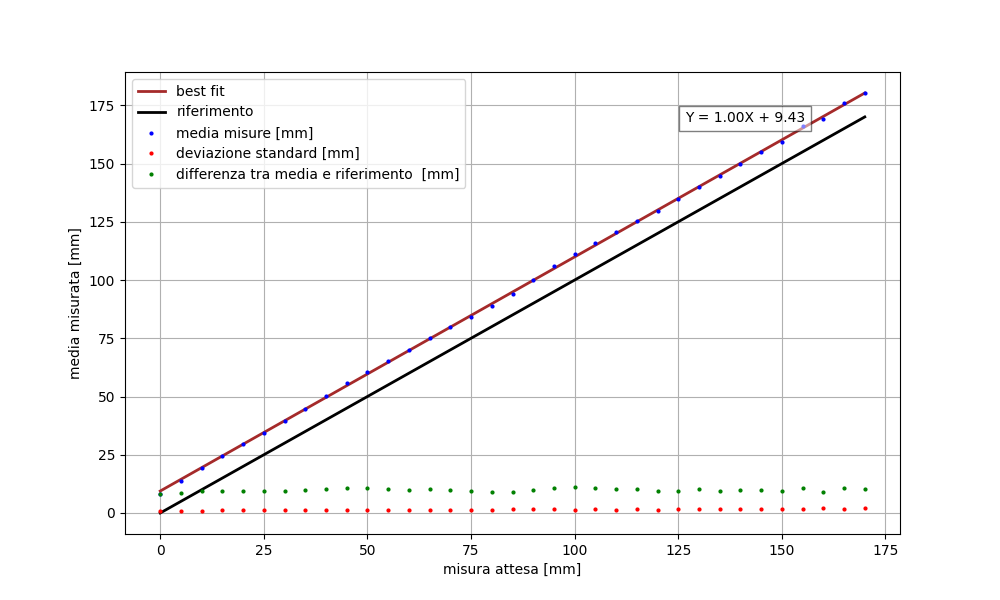 best fit
riferimento
media misure [mm]
deviazione standard [mm]
differenza tra media e riferimento  [mm]
Y = 1.00X + 9.43
media misurata [mm]
175
150
125
100
75
50
25
0
0 25 50 75 100 125 150 175
misura attesa [mm]